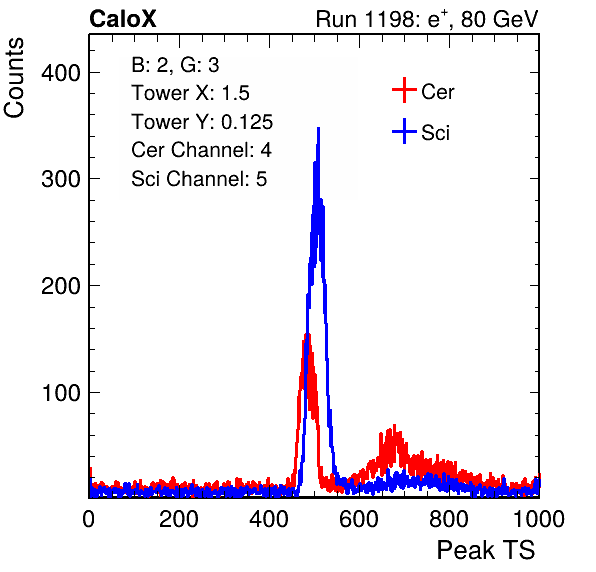 CaloX Run 1198: e⁺, 80 GeV
Counts
400
300
200
100
B: 2, G: 3
Tower X: 1.5
Tower Y: 0.125
Cer Channel: 4
Sci Channel: 5
Cer
Sci
0 200 400 600 800 1000
Peak TS